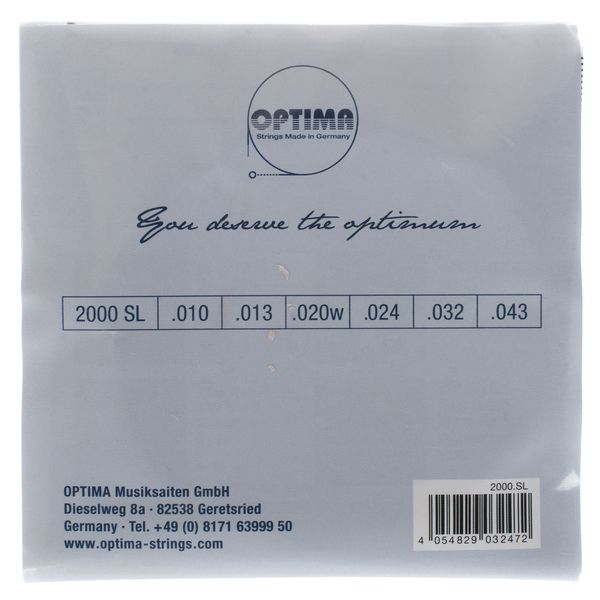 OPTIMA
Strings Made in Germany
You deserve the optimum
2000 SL .010 .013 .020w .024 .032 .043
OPTIMA Musiksaiten GmbH
Dieselweg 8a · 82538 Geretsried
Germany · Tel. +49 (0) 8171 63999 50
www.optima-strings.com
2000.SL
4 054829 032472